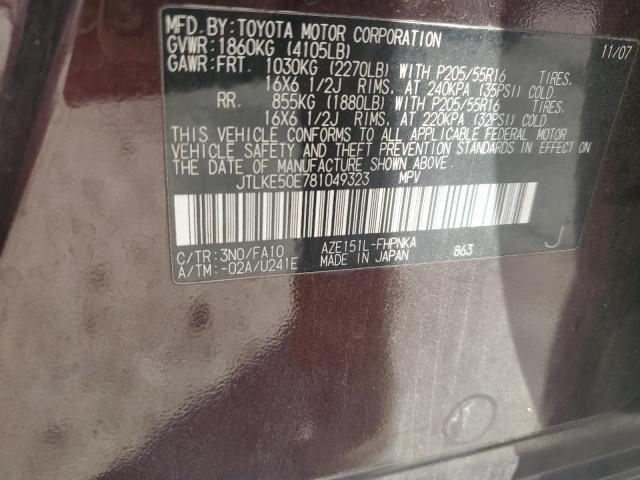 MFD.BY:TOYOTA MOTOR CORPORATION 11/07
GVWR:1860KG (4105LB)
GAWR:FRT. 1030KG (2270LB) WITH P205/55R16 TIRES,
16X6 1/2J RIMS, AT 240KPA (35PSI) COLD
RR. 855KG (1880LB) WITH P205/55R16 TIRES,
16X6 1/2J RIMS, AT 220KPA (32PSI) COLD
THIS VEHICLE CONFORMS TO ALL APPLICABLE FEDERAL MOTOR
VEHICLE SAFETY AND THEFT PREVENTION STANDARDS IN EFFECT ON
THE DATE OF MANUFACTURE SHOWN ABOVE.
JTLKE50E781049323 MPV
C/TR:3N0/FA10 AZE151L-FHPNKA J
A/TM:-02A/U241E MADE IN JAPAN 863